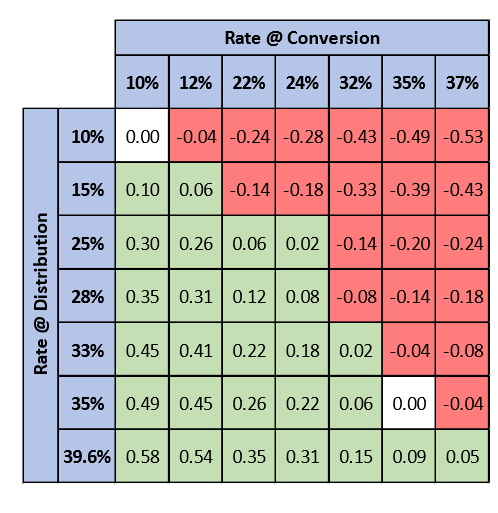 Rate @ Conversion
10% 12% 22% 24% 32% 35% 37%
Rate @ Distribution
10% 0.00 -0.04 -0.24 -0.28 -0.43 -0.49 -0.53
15% 0.10 0.06 -0.14 -0.18 -0.33 -0.39 -0.43
25% 0.30 0.26 0.06 0.02 -0.14 -0.20 -0.24
28% 0.35 0.31 0.12 0.08 -0.08 -0.14 -0.18
33% 0.45 0.41 0.22 0.18 0.02 -0.04 -0.08
35% 0.49 0.45 0.26 0.22 0.06 0.00 -0.04
39.6% 0.58 0.54 0.35 0.31 0.15 0.09 0.05